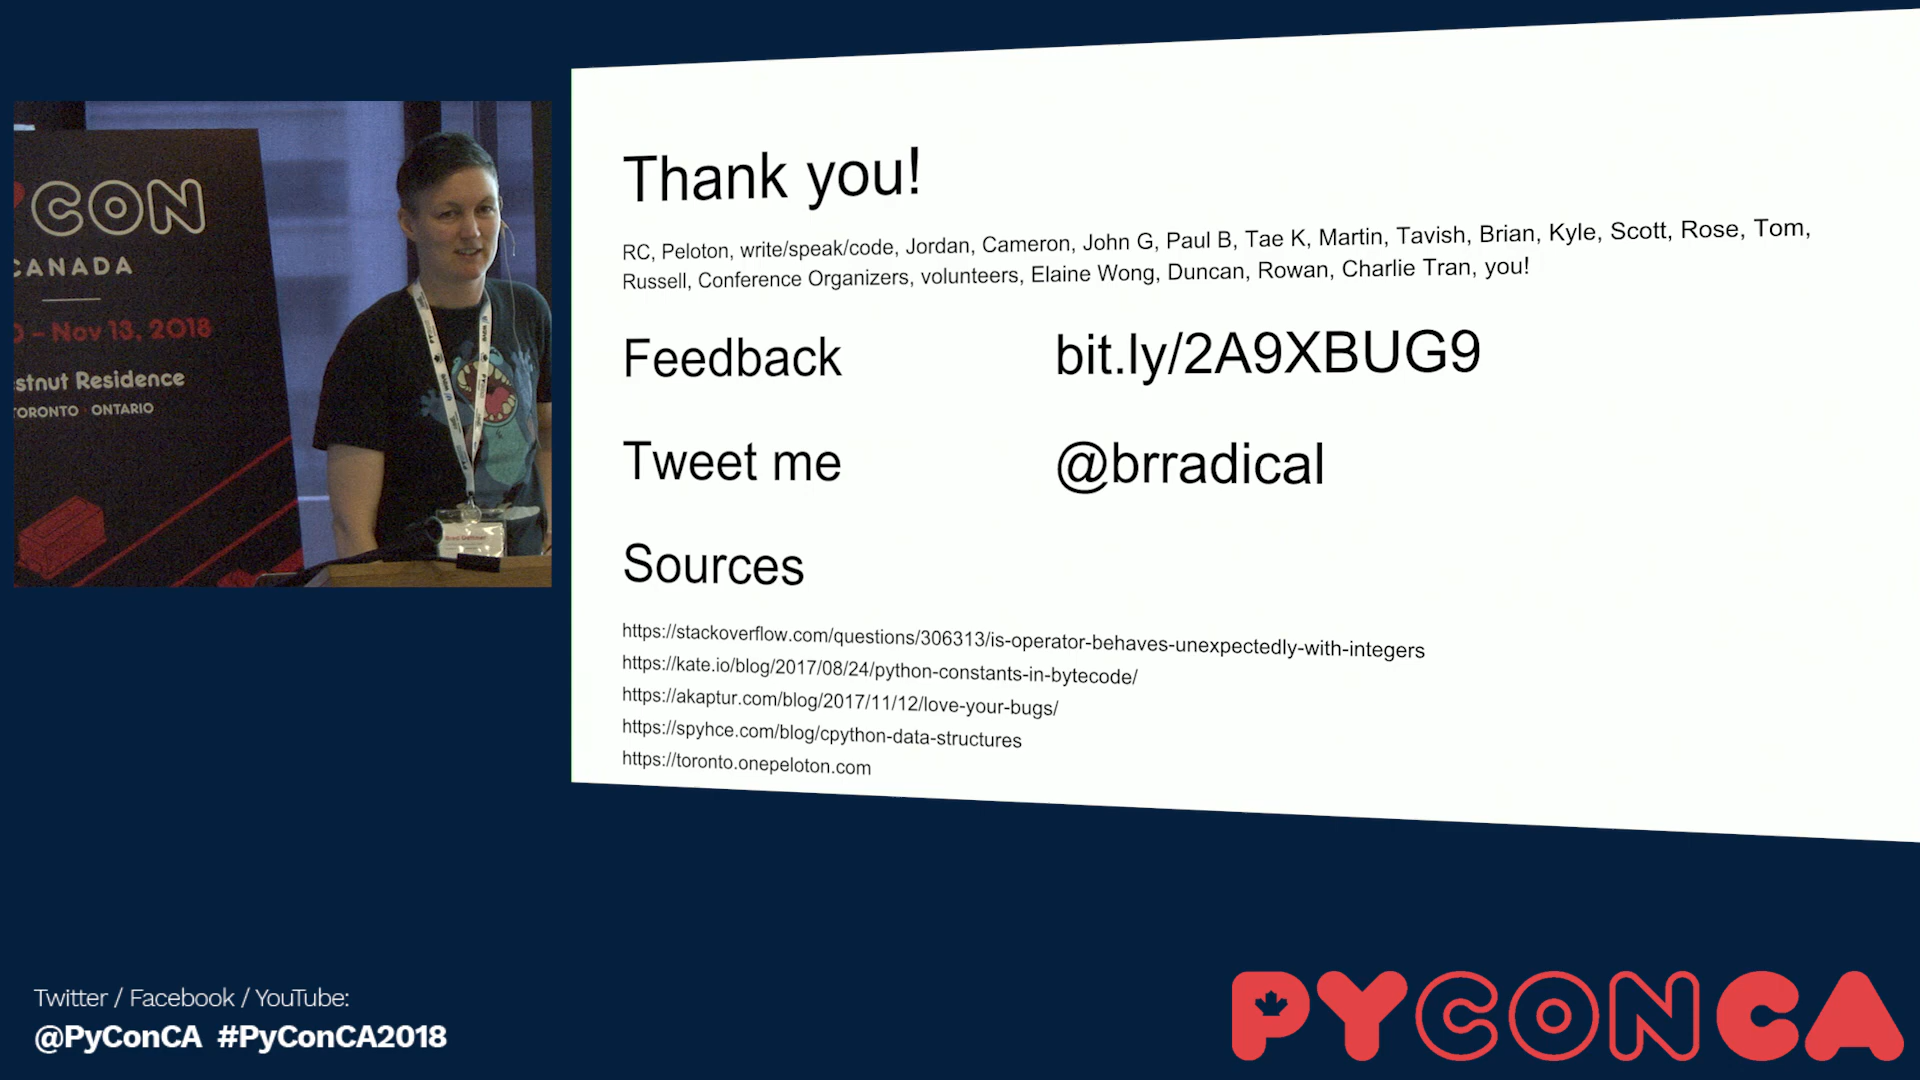 CON
CANADA
– Nov 13, 2018
stnut Residence
TORONTO · ONTARIO
Thank you!
RC, Peloton, write/speak/code, Jordan, Cameron, John G, Paul B, Tae K, Martin, Tavish, Brian, Kyle, Scott, Rose, Tom,
Russell, Conference Organizers, volunteers, Elaine Wong, Duncan, Rowan, Charlie Tran, you!
Feedback bit.ly/2A9XBUG9
Tweet me @brradical
Sources
https://stackoverflow.com/questions/306313/is-operator-behaves-unexpectedly-with-integers
https://kate.io/blog/2017/08/24/python-constants-in-bytecode/
https://akaptur.com/blog/2017/11/12/love-your-bugs/
https://spyhce.com/blog/cpython-data-structures
https://toronto.onepeloton.com
Twitter / Facebook / YouTube:
@PyConCA #PyConCA2018
PYCONCA